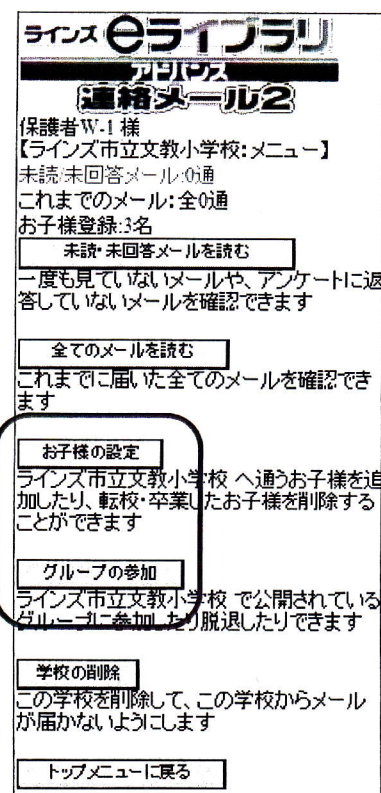 ラインズeライブラリ
アドバンス
連絡メール2
保護者W-1 様
【ラインズ市立文教小学校:メニュー】
未読/未回答メール:0通
これまでのメール:全0通
お子様登録:3名
未読・未回答メールを読む
一度も見ていないメールや、アンケートに返
答していないメールを確認できます
全てのメールを読む
これまでに届いた全てのメールを確認でき
ます
お子様の設定
ラインズ市立文教小学校 へ通うお子様を追
加したり、転校・卒業したお子様を削除する
ことができます
グループの参加
ラインズ市立文教小学校 で公開されている
グループに参加したり脱退したりできます
学校の削除
この学校を削除して、この学校からメール
が届かないようにします
トップメニューに戻る